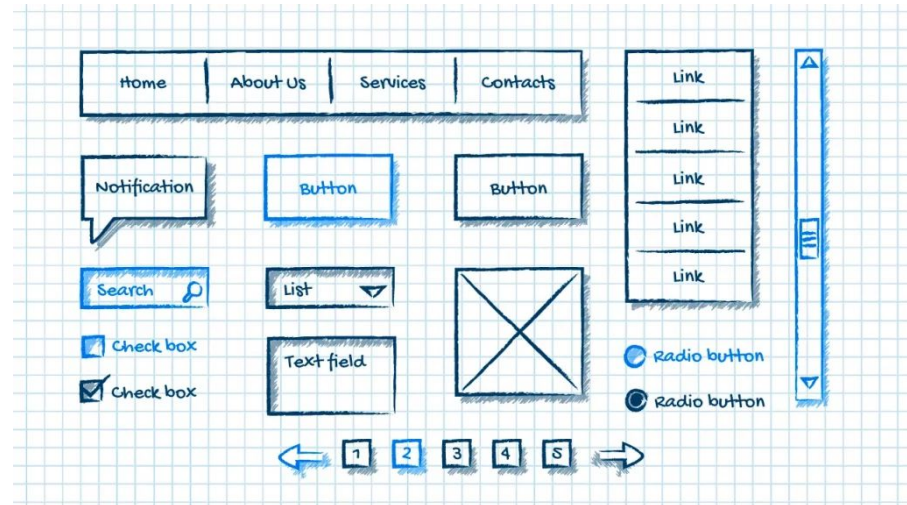 Home
About Us
Services
Contacts
Link
Link
Link
Link
Link
Notification
Button
Button
Search
List
Check box
Check box
Text field
Radio button
Radio button
1
2
3
4
5